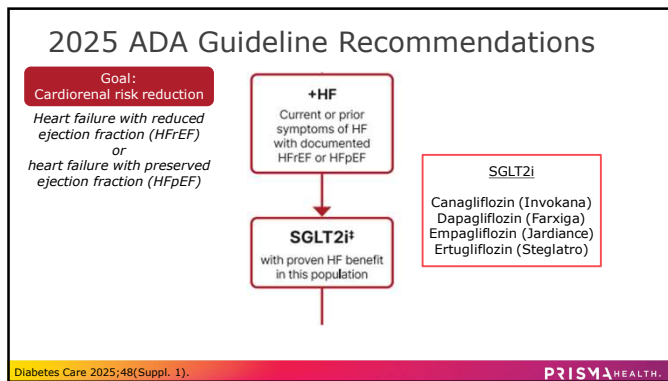 2025 ADA Guideline Recommendations
Goal:
Cardiorenal risk reduction
Heart failure with reduced
ejection fraction (HFrEF)
or
heart failure with preserved
ejection fraction (HFpEF)
+HF
Current or prior
symptoms of HF
with documented
HFrEF or HFpEF
SGLT2i‡
with proven HF benefit
in this population
SGLT2i
Canagliflozin (Invokana)
Dapagliflozin (Farxiga)
Empagliflozin (Jardiance)
Ertugliflozin (Steglatro)
Diabetes Care 2025;48(Suppl. 1).
PRISMA HEALTH.